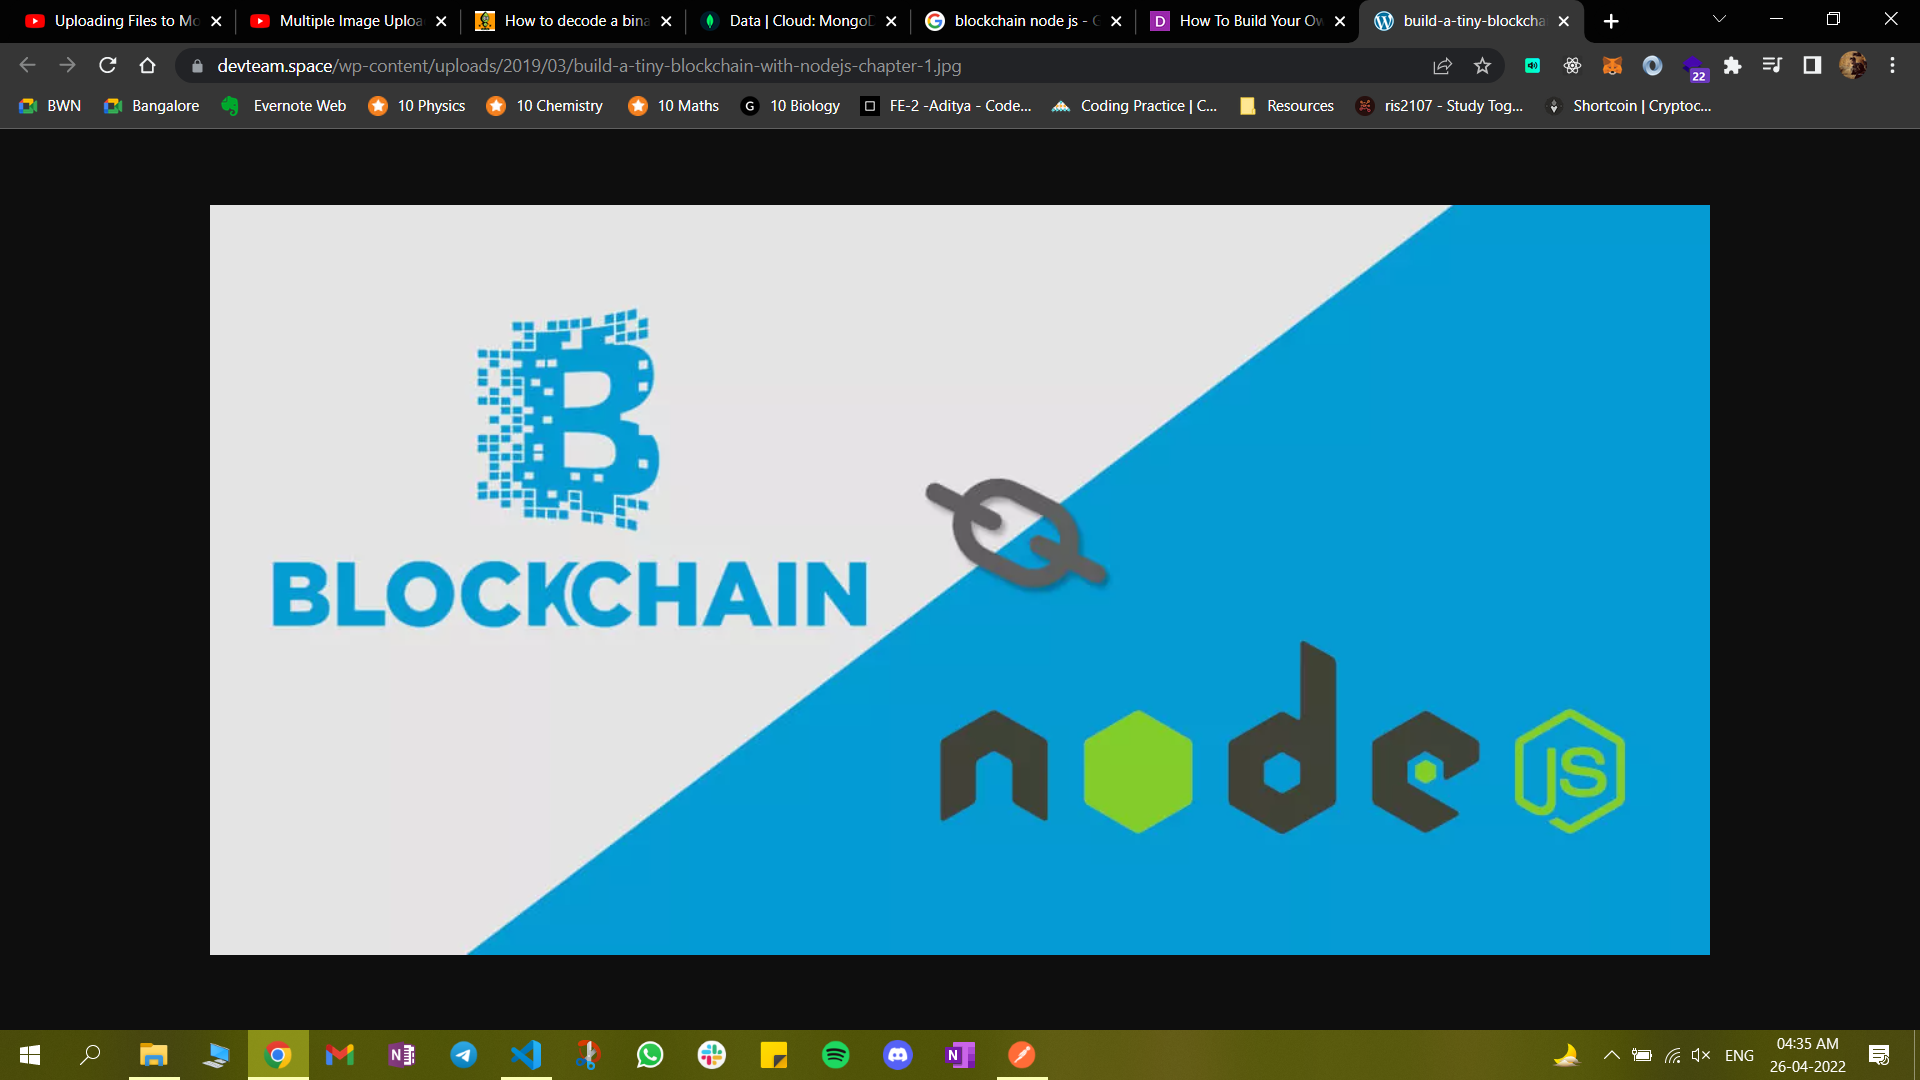 Uploading Files to Mo
Multiple Image Uploa
How to decode a bina
Data | Cloud: MongoD
blockchain node js - G
How To Build Your Ow
build-a-tiny-blockcha
devteam.space/wp-content/uploads/2019/03/build-a-tiny-blockchain-with-nodejs-chapter-1.jpg
22
BWN
Bangalore
Evernote Web
10 Physics
10 Chemistry
10 Maths
10 Biology
FE-2 -Aditya - Code...
Coding Practice | C...
Resources
ris2107 - Study Tog...
Shortcoin | Cryptoc...
B
BLOCKCHAIN
node JS
ENG
04:35 AM
26-04-2022